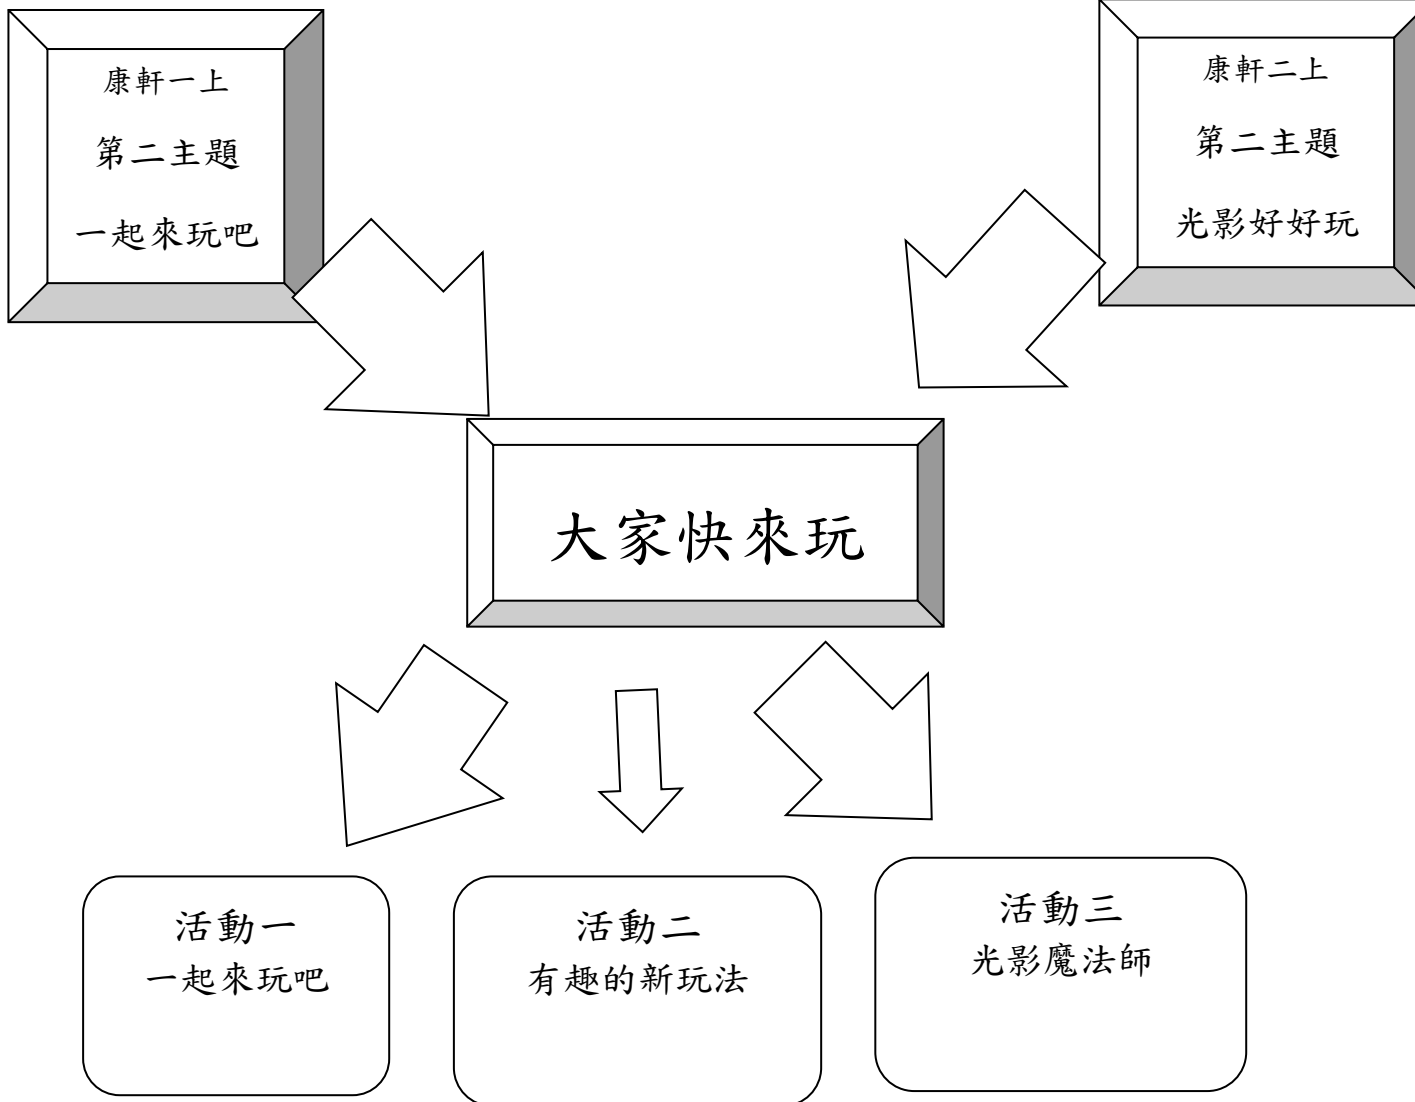 康軒一上
第二主題
一起來玩吧
康軒二上
第二主題
光影好好玩
大家快來玩
活動一
一起來玩吧
活動二
有趣的新玩法
活動三
光影魔法師